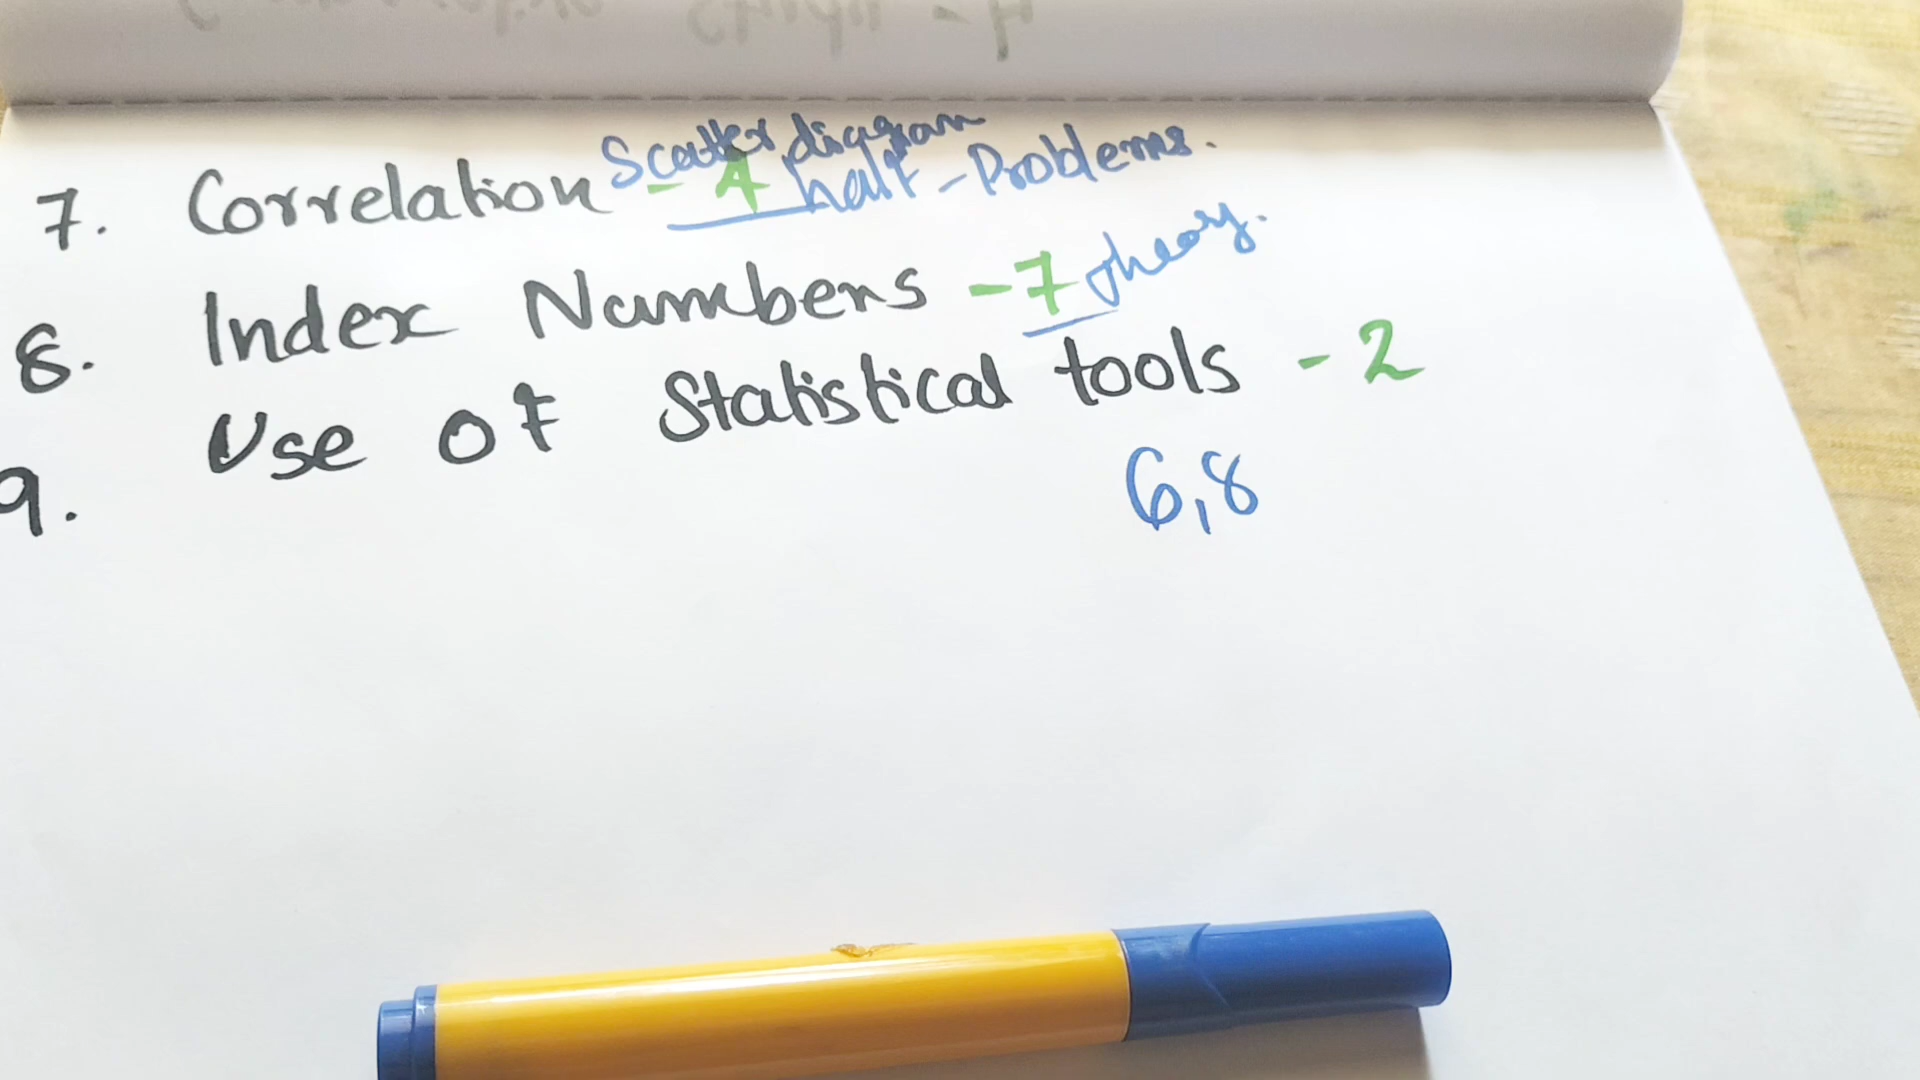 7. Correlation - 4 Scatter diagram half - Problems.
8. Index Numbers - 7 theory.
9. Use of Statistical tools - 2
6,8